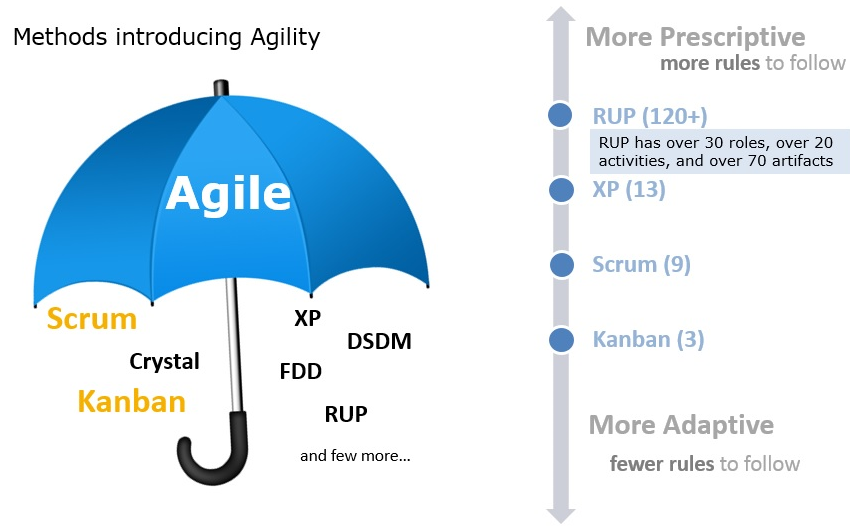 Methods introducing Agility
Agile
Scrum
XP
DSDM
Crystal
FDD
Kanban
RUP
and few more...
More Prescriptive
more rules to follow
RUP (120+)
RUP has over 30 roles, over 20
activities, and over 70 artifacts
XP (13)
Scrum (9)
Kanban (3)
More Adaptive
fewer rules to follow